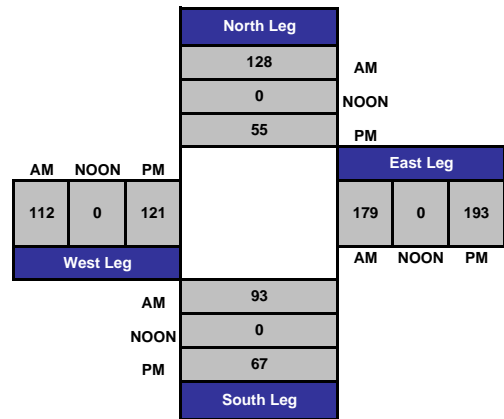 North Leg
128
AM
0
NOON
55
PM
AM NOON PM
East Leg
112 0 121
179 0 193
West Leg
AM NOON PM
AM
93
NOON
0
PM
67
South Leg